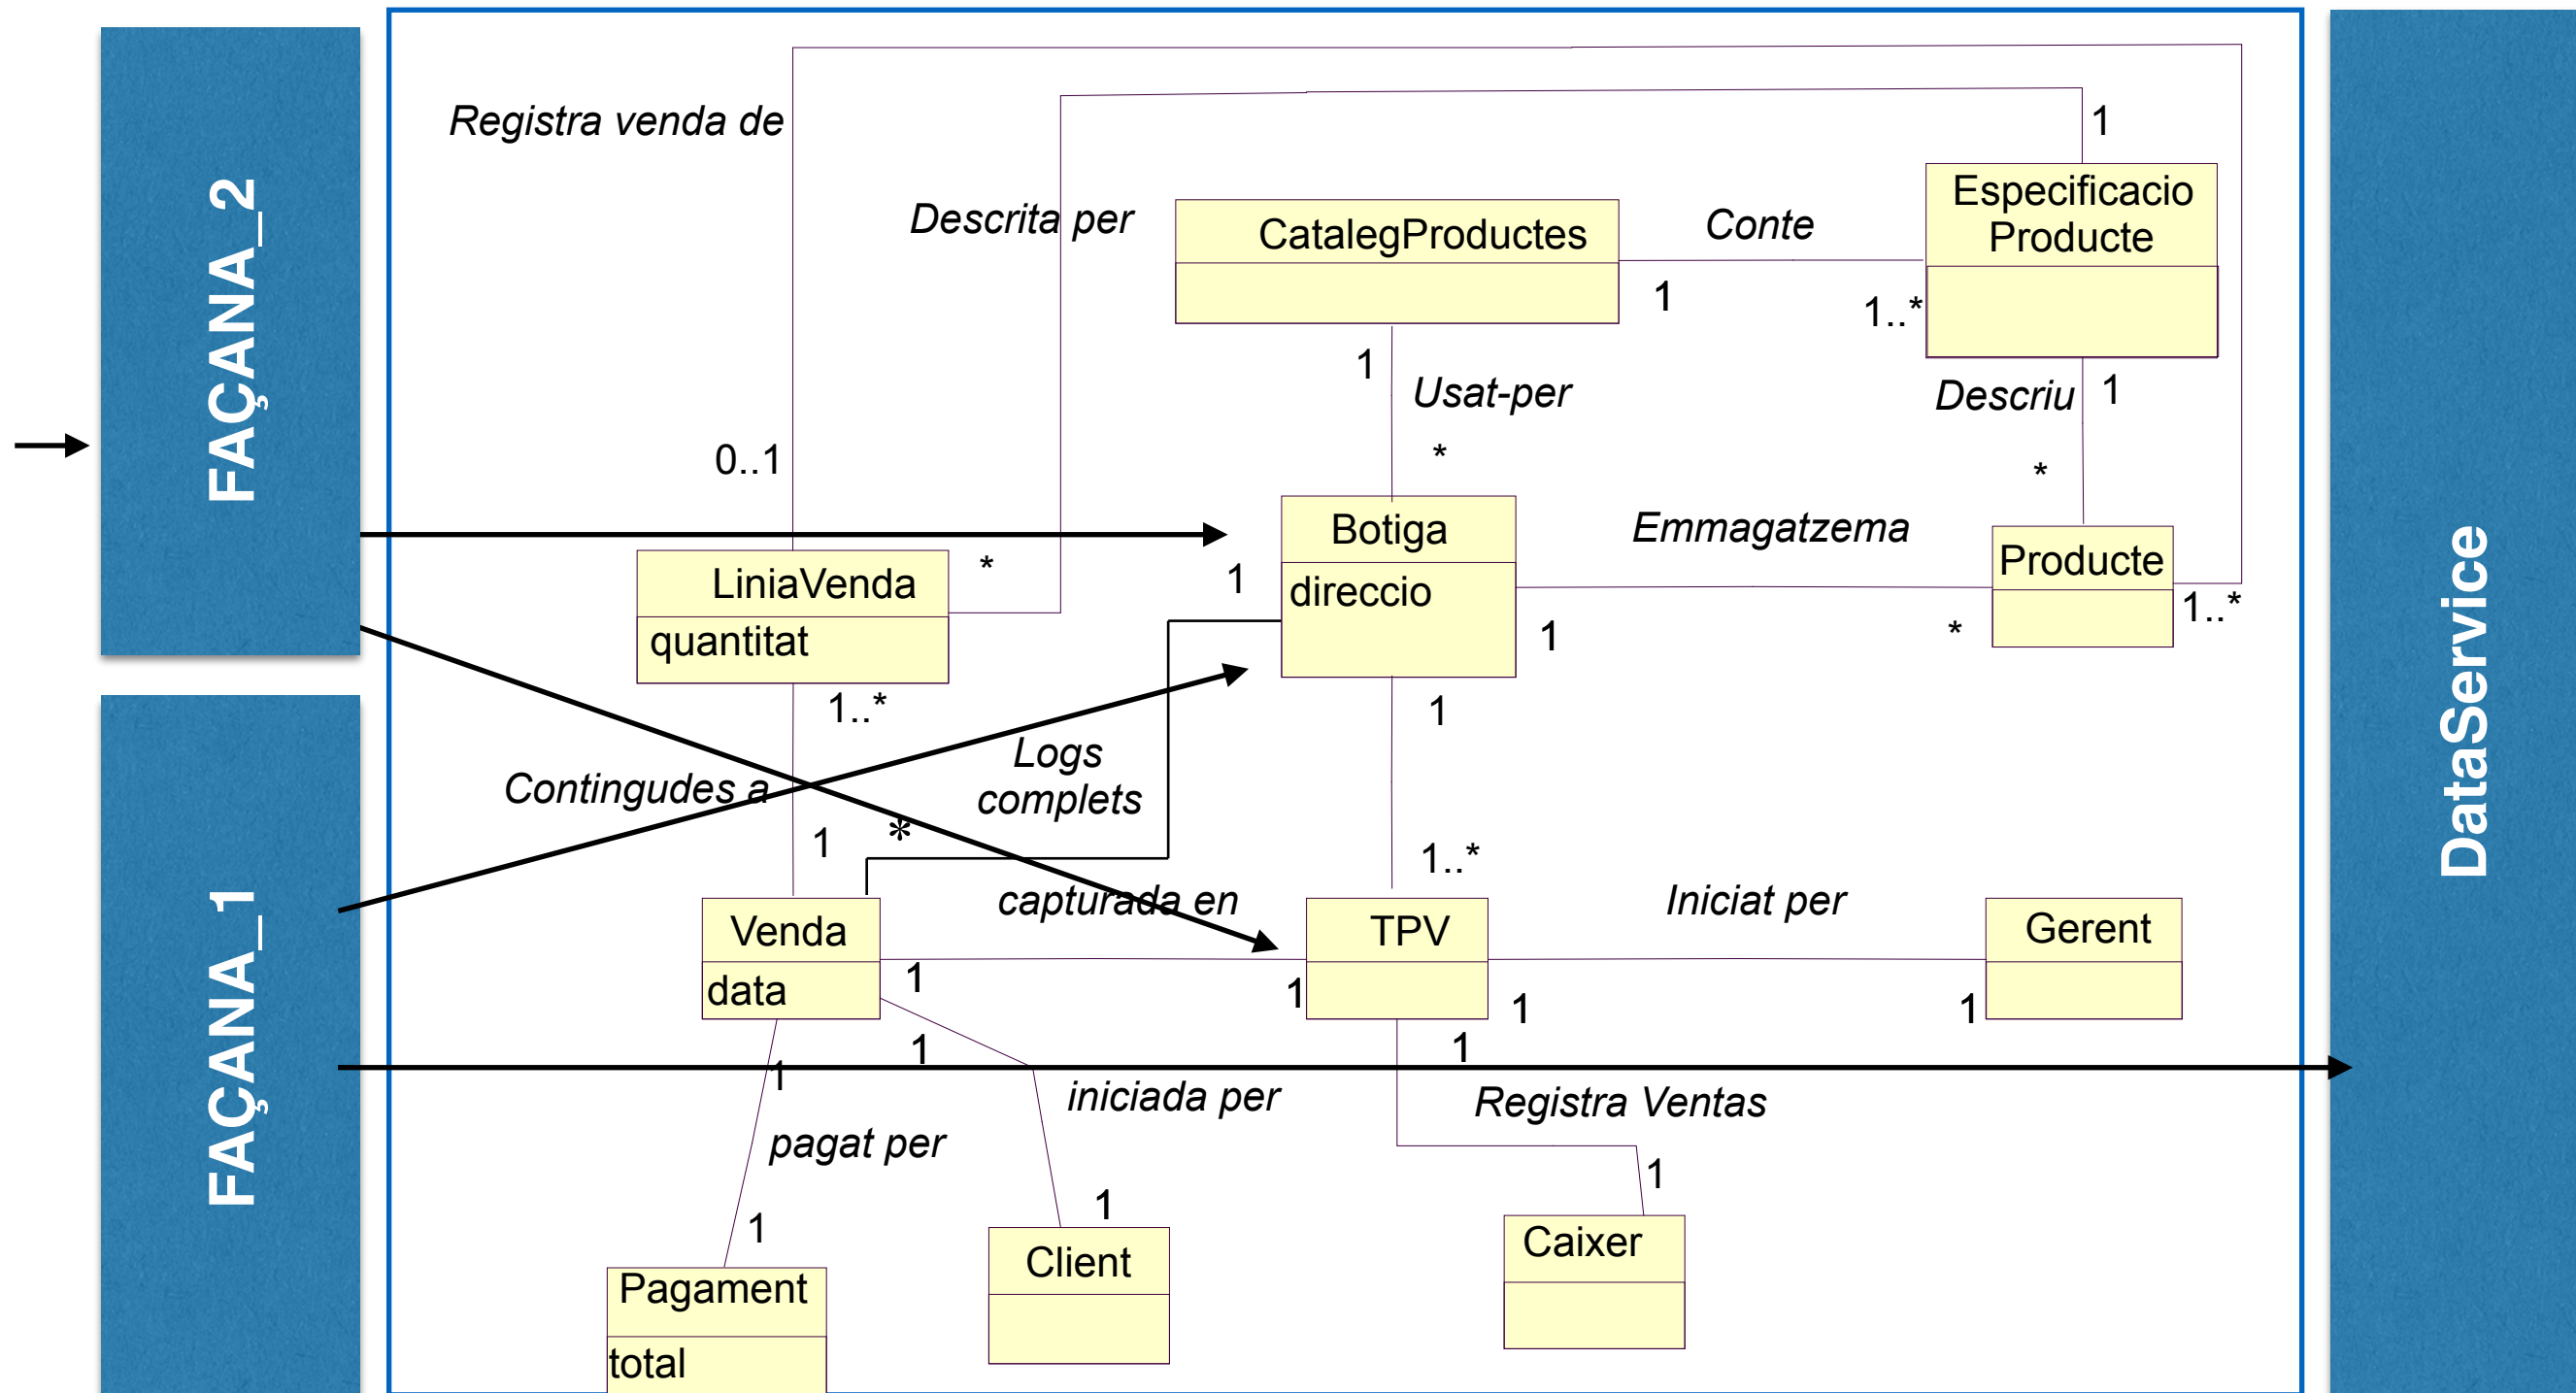 FAÇANA_2
FAÇANA_1
DataService
Registra venda de
1
Especificacio
Producte
Descrita per
CatalegProductes
Conte
1
1..*
1
Usat-per
Descriu
1
0..1
*
*
Botiga
Emmagatzema
Producte
LiniaVenda
*
1
direccio
1..*
quantitat
1
*
1..*
1
Logs
complets
Contingudes a
1
*
1..*
capturada en
Iniciat per
Venda
TPV
Gerent
data
1
1
1
1
1
1
1
iniciada per
Registra Ventas
pagat per
1
1
1
Client
Caixer
Pagament
total